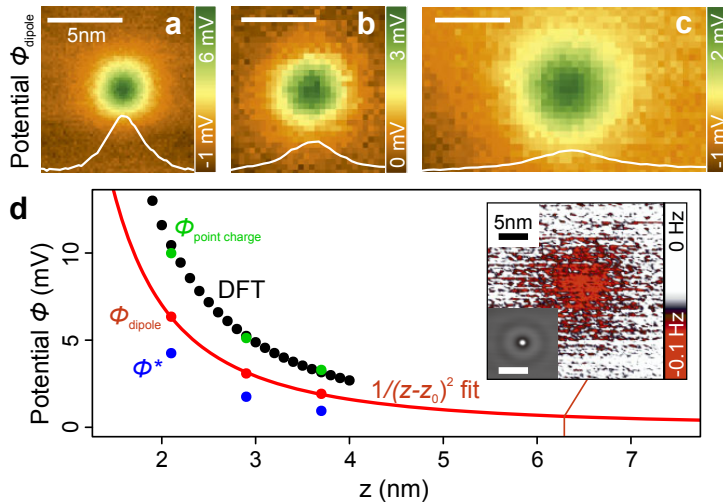 Potential Φdipole
a
5nm
6 mV
-1 mV
b
3 mV
0 mV
c
2 mV
-1 mV
d
Potential Φ (mV)
10
5
0
Φpoint charge
DFT
Φdipole
Φ*
1/(z-z0)² fit
5nm
0 Hz
-0.1 Hz
2 3 4 5 6 7
z (nm)